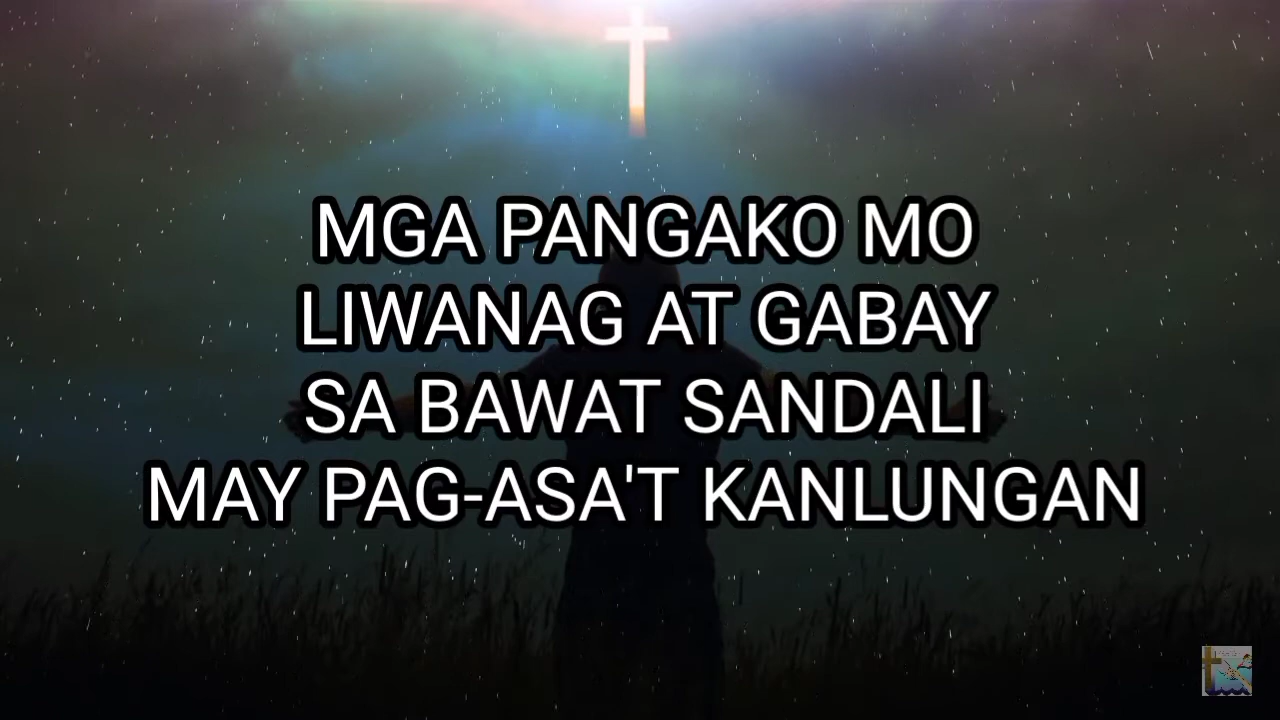 MGA PANGAKO MO
LIWANAG AT GABAY
SA BAWAT SANDALI
MAY PAG-ASA'T KANLUNGAN